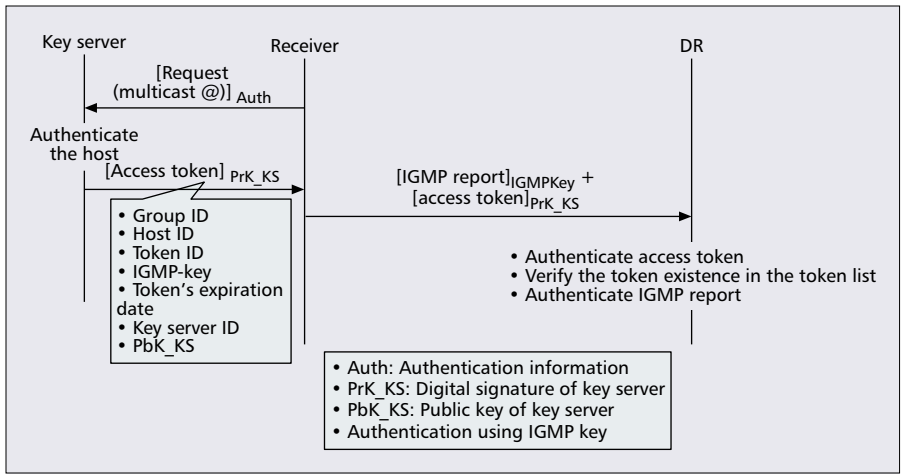 Key server
Receiver
DR
[Request
(multicast @)] Auth
Authenticate
the host
[Access token] PrK_KS
• Group ID
• Host ID
• Token ID
• IGMP-key
• Token's expiration
date
• Key server ID
• PbK_KS
[IGMP report]IGMPKey +
[access token]PrK_KS
• Authenticate access token
• Verify the token existence in the token list
• Authenticate IGMP report
• Auth: Authentication information
• PrK_KS: Digital signature of key server
• PbK_KS: Public key of key server
• Authentication using IGMP key